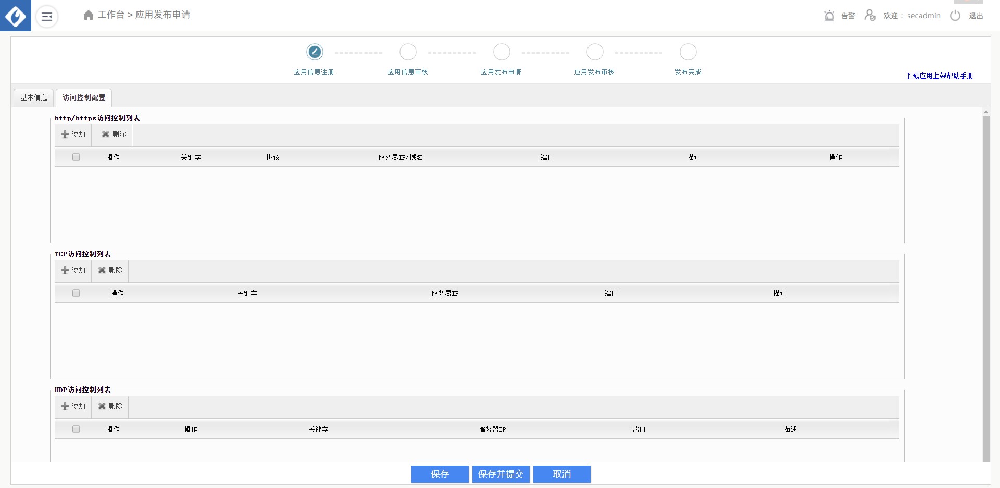 工作台 > 应用发布申请
告警 欢迎： secadmin 退出
应用信息注册 应用信息审核 应用发布申请 应用发布审核 发布完成
下载应用上架帮助手册
基本信息 访问控制配置
http/https访问控制列表
添加 删除
操作 关键字 协议 服务器IP/域名 端口 描述 操作
TCP访问控制列表
添加 删除
操作 关键字 服务器IP 端口 描述
UDP访问控制列表
添加 删除
操作 操作 关键字 服务器IP 端口 描述
保存 保存并提交 取消